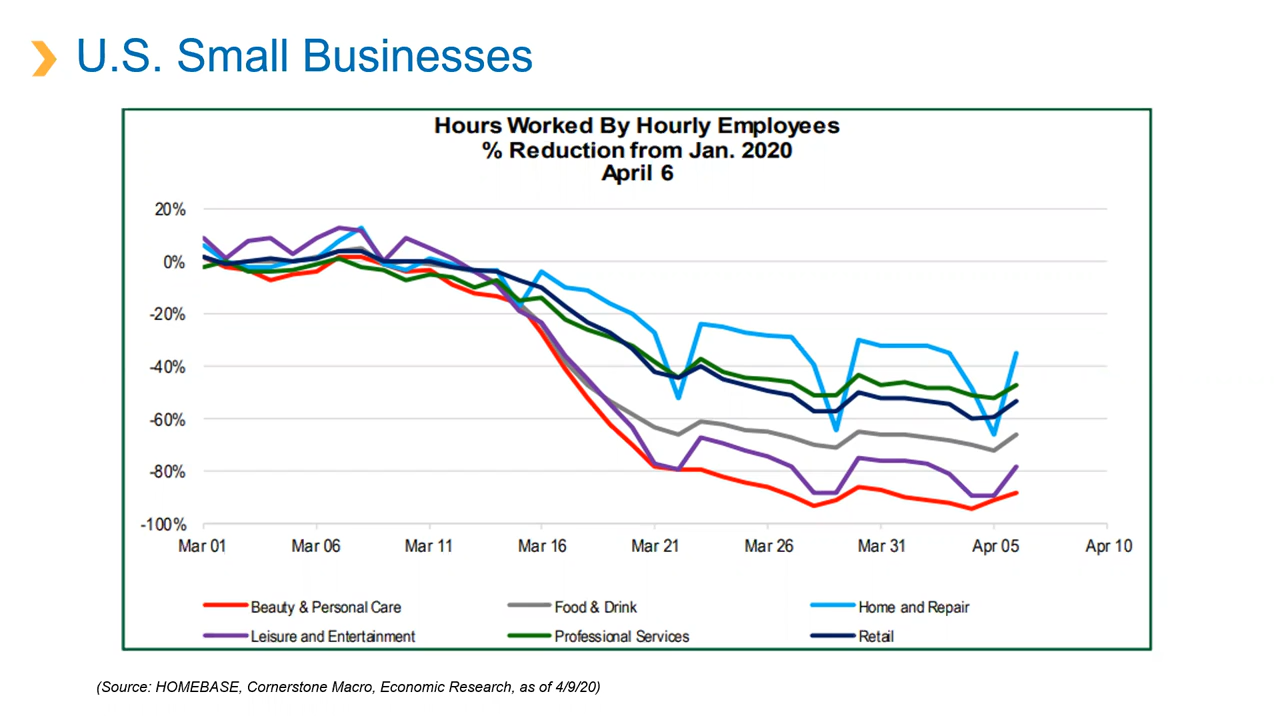 U.S. Small Businesses
Hours Worked By Hourly Employees
% Reduction from Jan. 2020
April 6
20%
0%
-20%
-40%
-60%
-80%
-100%
Mar 01 Mar 06 Mar 11 Mar 16 Mar 21 Mar 26 Mar 31 Apr 05 Apr 10
Beauty & Personal Care Food & Drink Home and Repair
Leisure and Entertainment Professional Services Retail
(Source: HOMEBASE, Cornerstone Macro, Economic Research, as of 4/9/20)